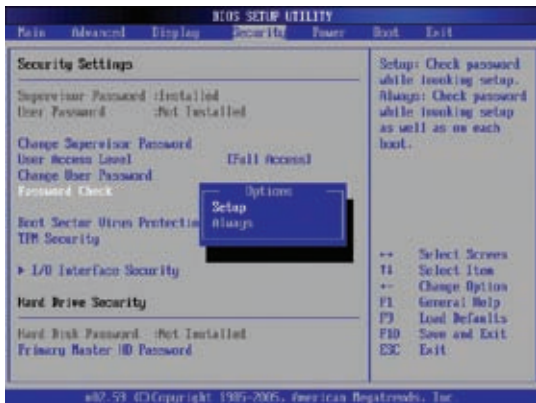 BIOS SETUP UTILITY
Main Advanced Display Security Power Boot Exit
Security Settings
Supervisor Password :Installed
User Password :Not Installed
Change Supervisor Password
User Access Level [Full Access]
Change User Password
Password Check
Boot Sector Virus Protection
TPM Security
I/O Interface Security
Hard Drive Security
Hard Disk Password :Not Installed
Primary Master HD Password
Options
Setup
Always
Setup: Check password
while invoking setup.
Always: Check password
while invoking setup
as well as on each
boot.
Select Screen
Select Item
+- Change Option
F1 General Help
F9 Load Defaults
F10 Save and Exit
ESC Exit
v02.59 (C)Copyright 1985-2005, American Megatrends, Inc.